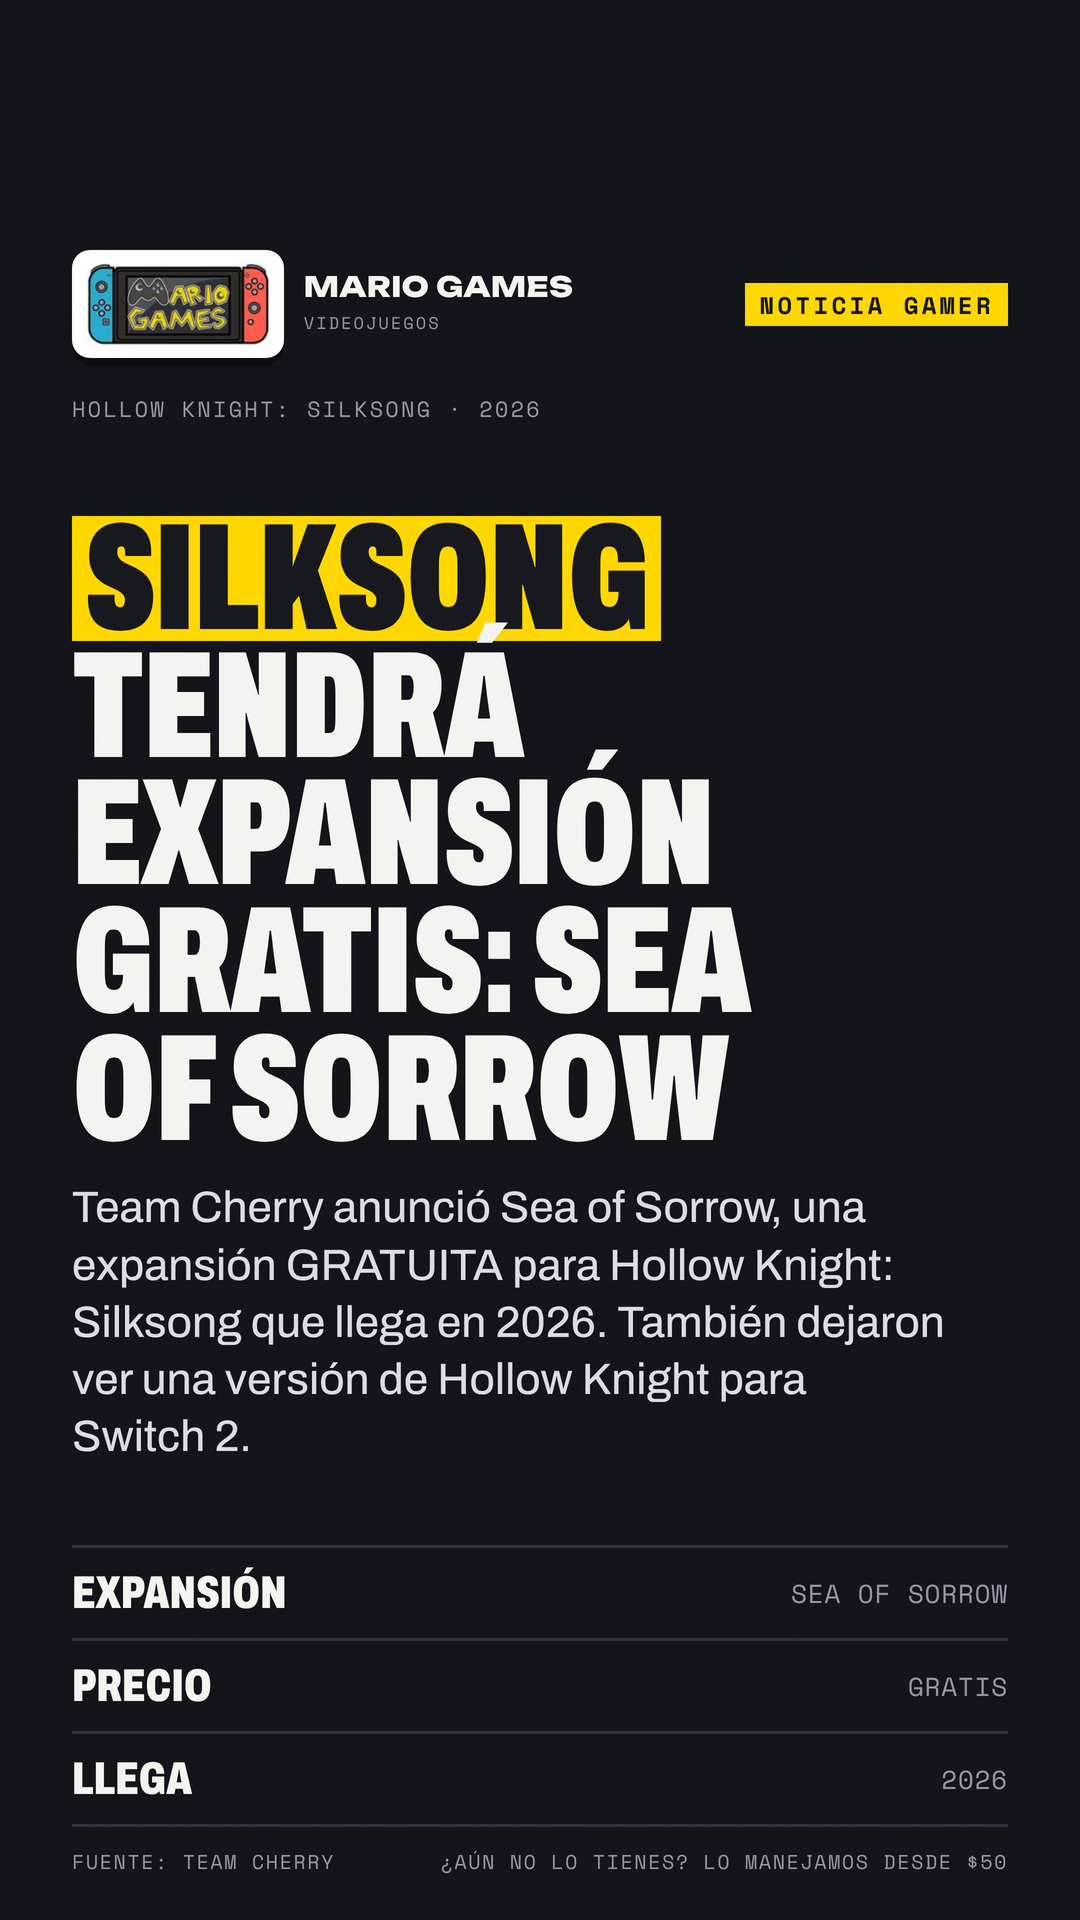 ARIO
GAMES
MARIO GAMES
VIDEOJUEGOS
NOTICIA GAMER
HOLLOW KNIGHT: SILKSONG · 2026
SILKSONG
TENDRÁ
EXPANSIÓN
GRATIS: SEA
OF SORROW
Team Cherry anunció Sea of Sorrow, una
expansión GRATUITA para Hollow Knight:
Silksong que llega en 2026. También dejaron
ver una versión de Hollow Knight para
Switch 2.
EXPANSIÓN SEA OF SORROW
PRECIO GRATIS
LLEGA 2026
FUENTE: TEAM CHERRY ¿AÚN NO LO TIENES? LO MANEJAMOS DESDE $50